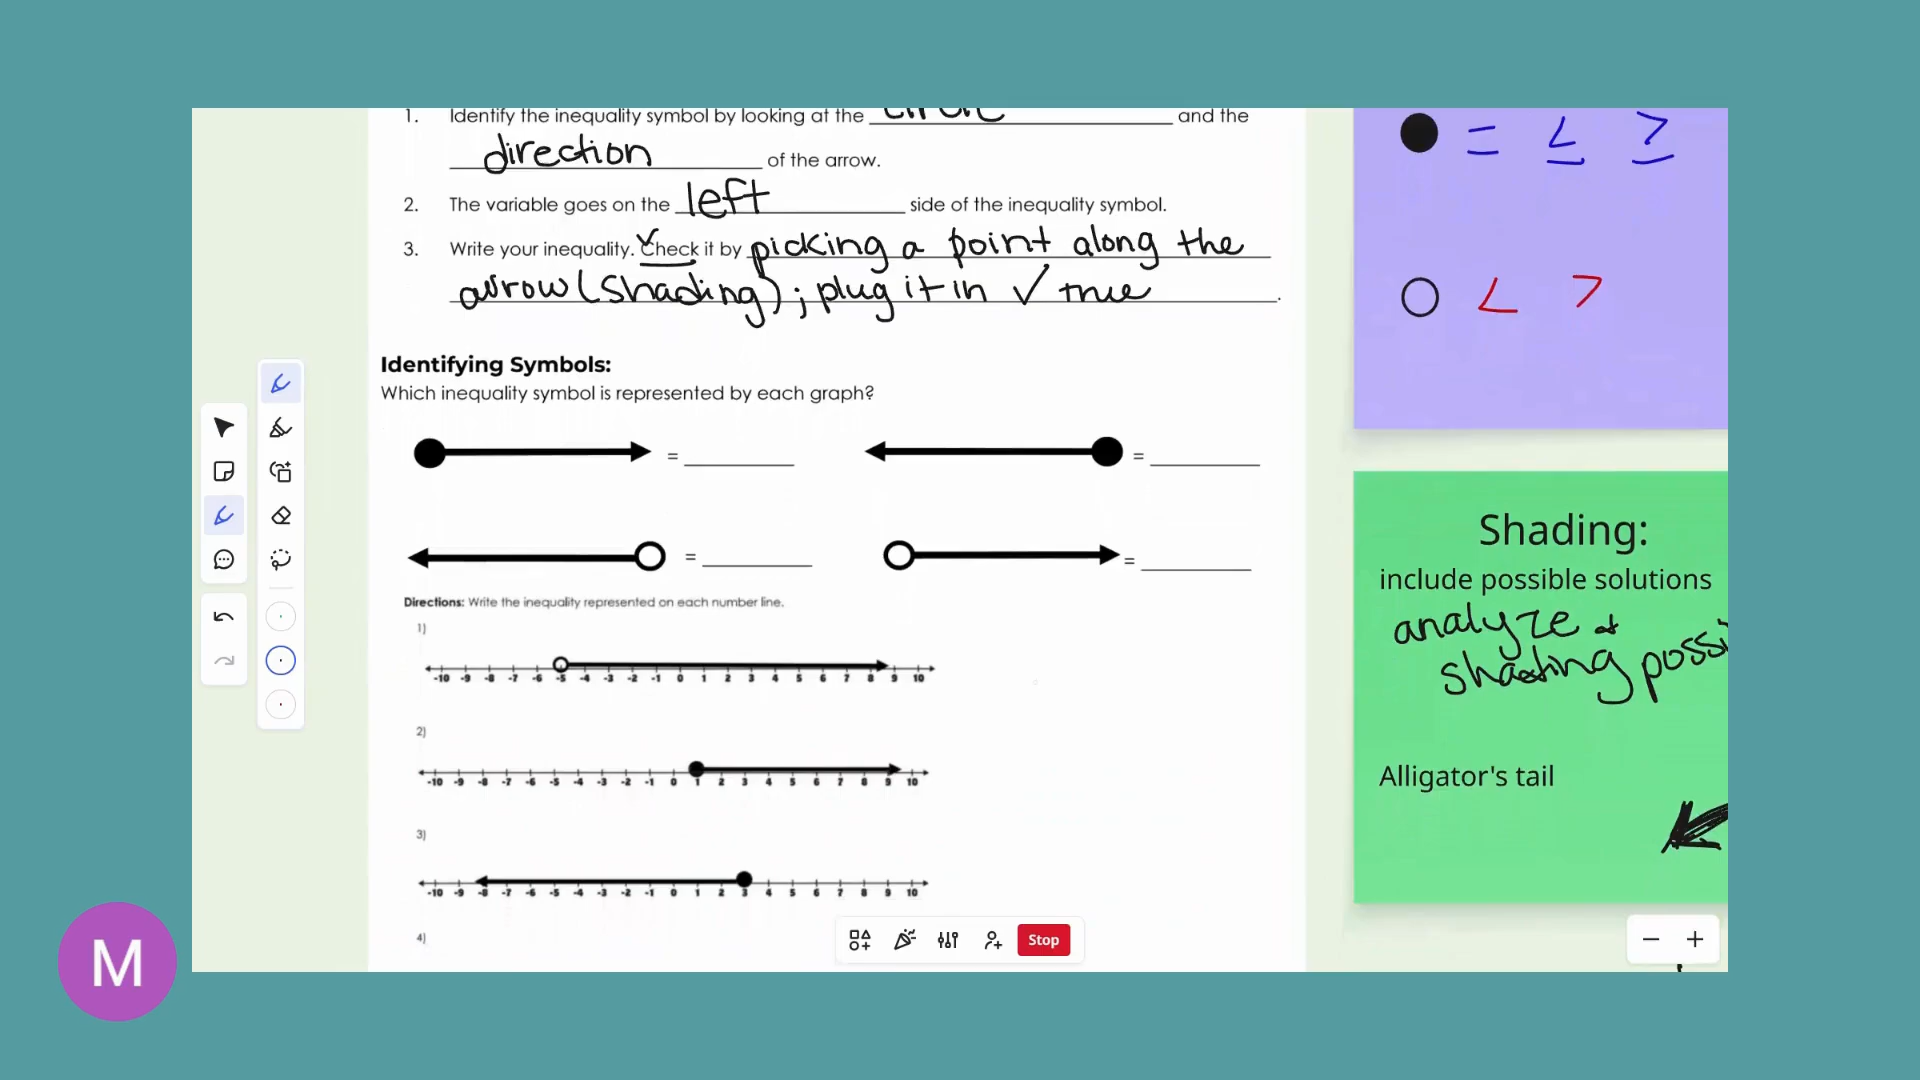 1. Identify the inequality symbol by looking at the circle and the
direction of the arrow.
2. The variable goes on the left side of the inequality symbol.
3. Write your inequality. Check it by picking a point along the
arrow (shading) ; plug it in ✓ true .
Identifying Symbols:
Which inequality symbol is represented by each graph?
= ________ = ________
= ________ = ________
Directions: Write the inequality represented on each number line.
1)
-10 -9 -8 -7 -6 -5 -4 -3 -2 -1 0 1 2 3 4 5 6 7 8 9 10
2)
-10 -9 -8 -7 -6 -5 -4 -3 -2 -1 0 1 2 3 4 5 6 7 8 9 10
3)
-10 -9 -8 -7 -6 -5 -4 -3 -2 -1 0 1 2 3 4 5 6 7 8 9 10
4)
= ≤ ≥
< >
Shading:
include possible solutions
analyze &
shading possi
Alligator's tail
Stop
M